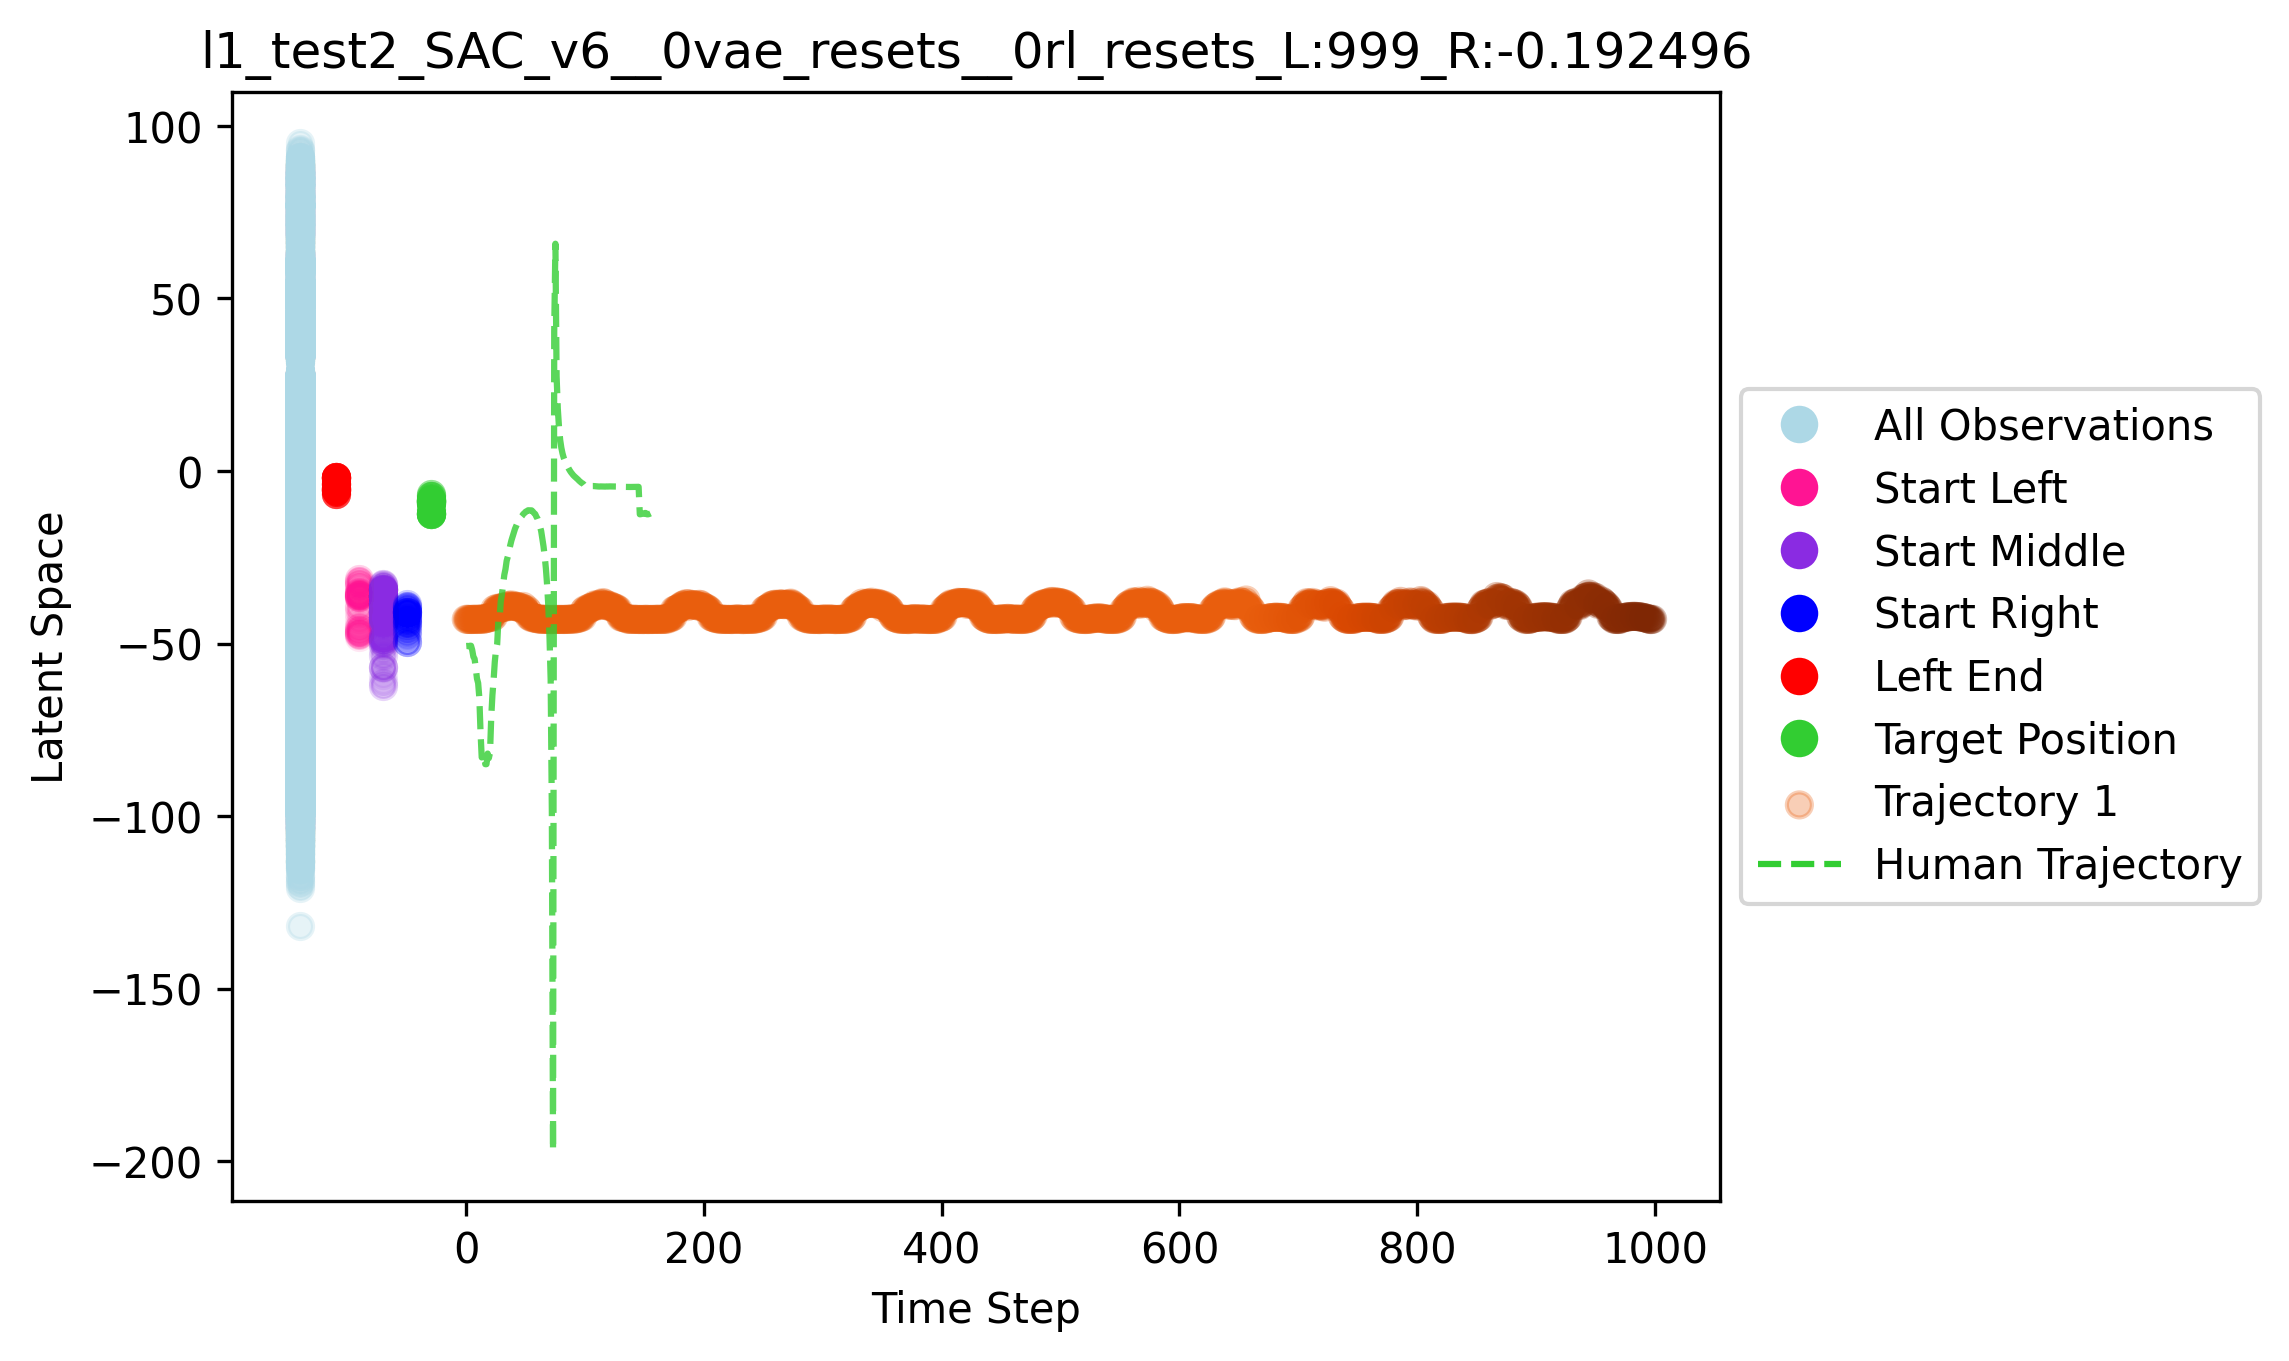 l1_test2_SAC_v6__0vae_resets__0rl_resets_L:999_R:-0.192496
Latent Space
100
50
0
−50
−100
−150
−200
0 200 400 600 800 1000
Time Step
All Observations
Start Left
Start Middle
Start Right
Left End
Target Position
Trajectory 1
Human Trajectory